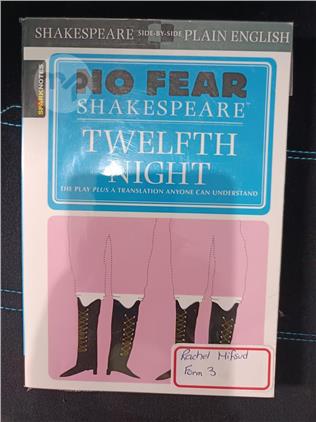 SHAKESPEARE SIDE-BY-SIDE PLAIN ENGLISH
SPARKNOTES
NO FEAR
SHAKESPEARE™
TWELFTH
NIGHT
THE PLAY PLUS A TRANSLATION ANYONE CAN UNDERSTAND
Rachel Mifsud
Form 3